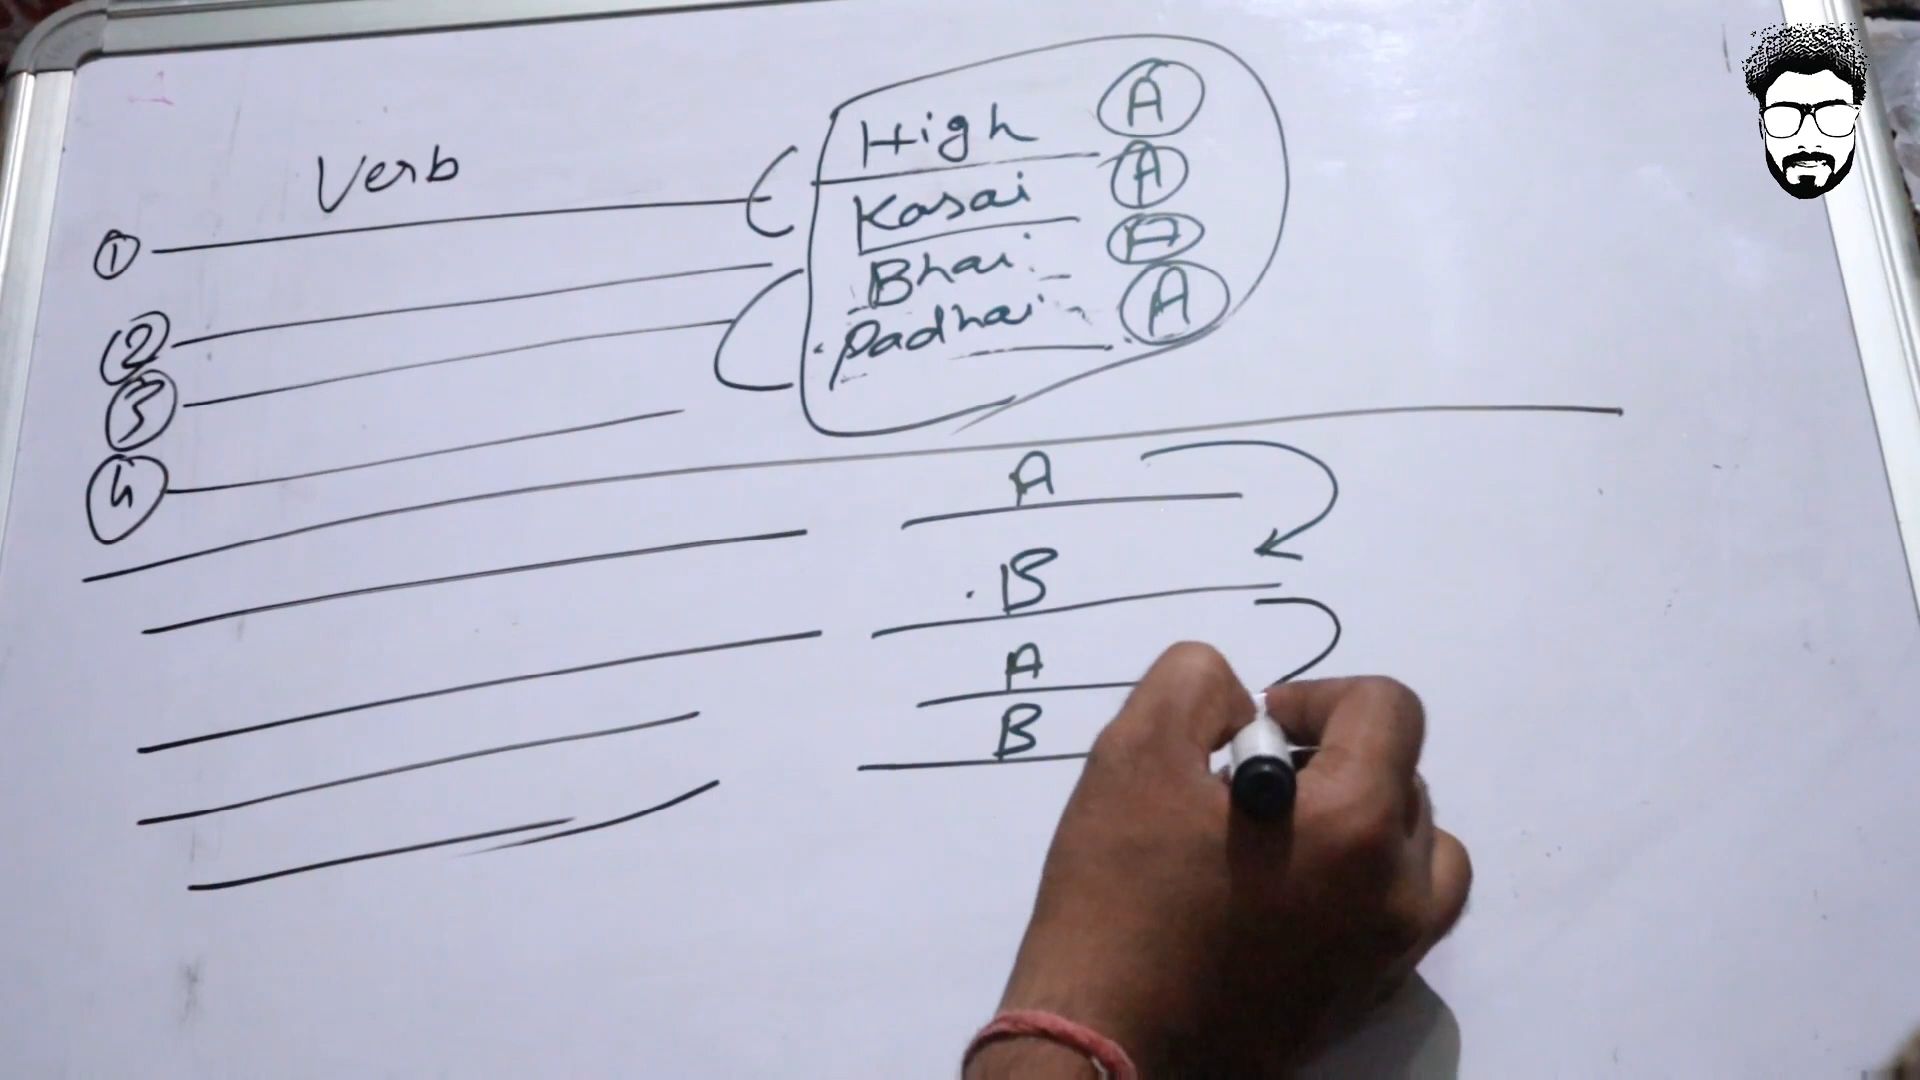 Verb
High A
① Kasai A
Bhai A
② Padhai A
③
④
A
B
A
B